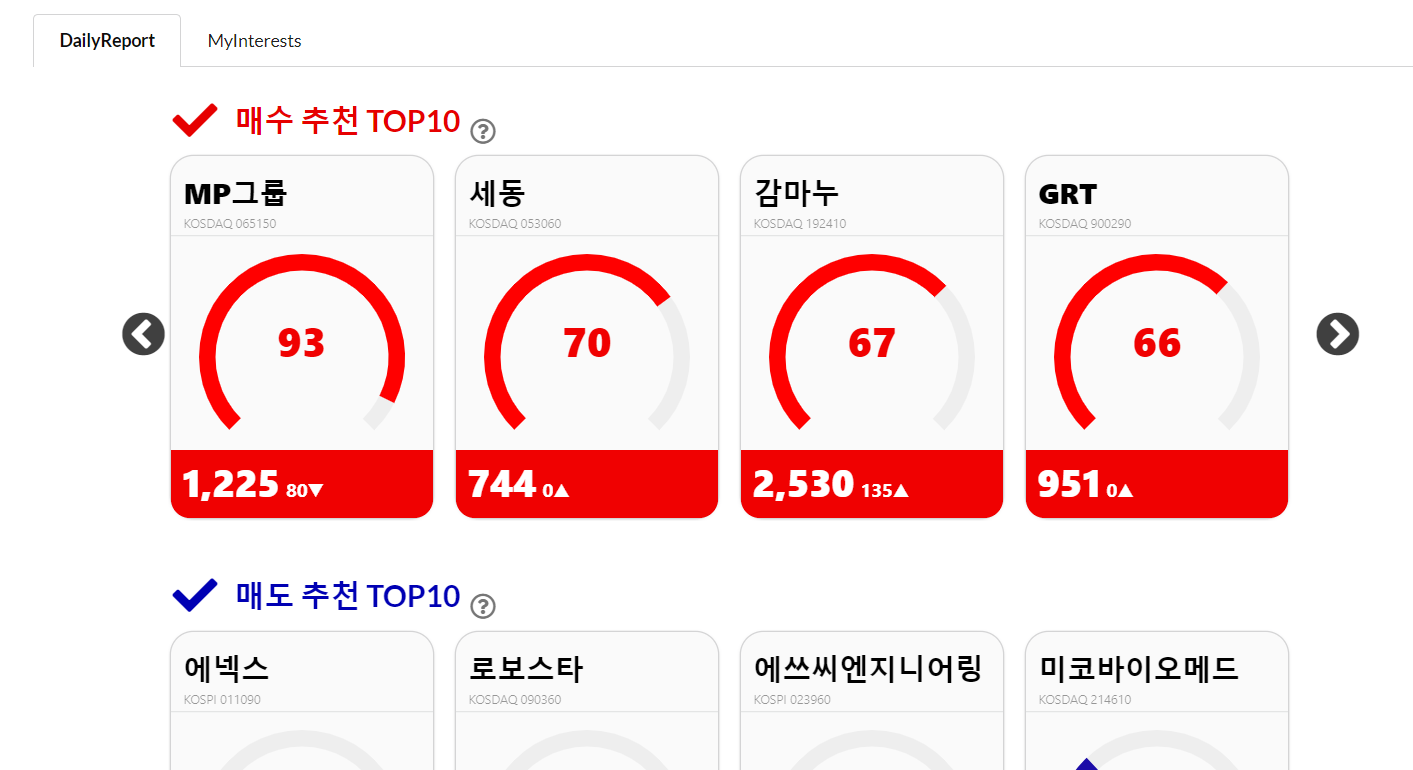 DailyReport MyInterests
매수 추천 TOP10 ?
MP그룹
KOSDAQ 065150
93
1,225 80▼
세동
KOSDAQ 053060
70
744 0▲
감마누
KOSDAQ 192410
67
2,530 135▲
GRT
KOSDAQ 900290
66
951 0▲
매도 추천 TOP10 ?
에넥스
KOSPI 011090
로보스타
KOSDAQ 090360
에쓰씨엔지니어링
KOSPI 023960
미코바이오메드
KOSDAQ 214610